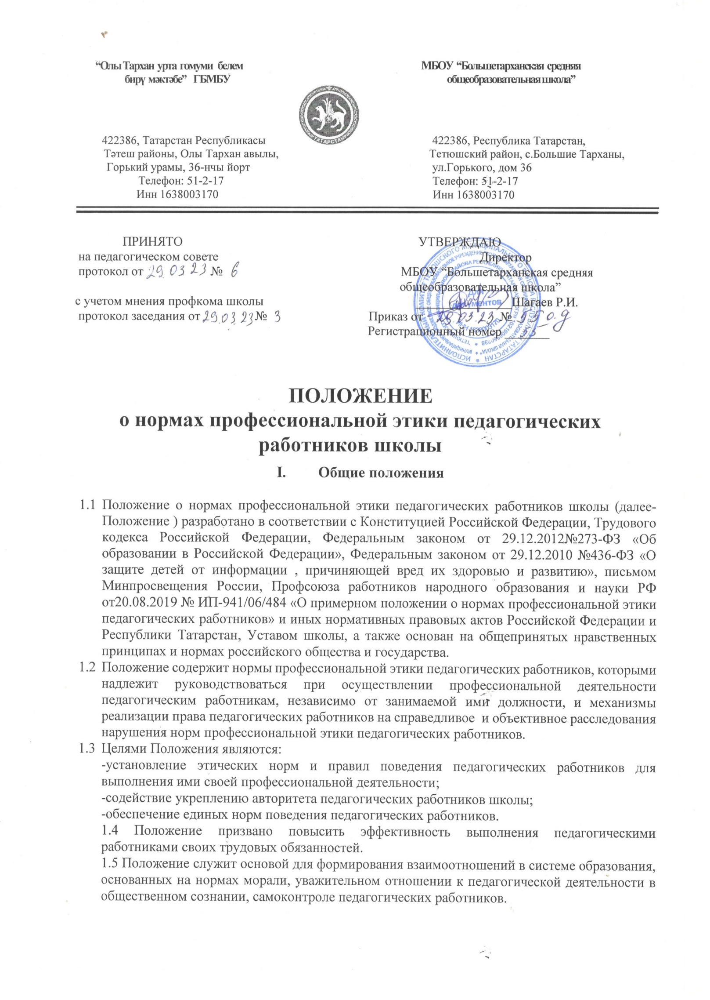 “Олы Тархан урта гомуми белем
бирү мәктәбе” ГБМБУ
МБОУ “Большетарханская средняя
общеобразовательная школа”
ТАТАРСТАН
422386, Татарстан Республикасы
Тәтеш районы, Олы Тархан авылы,
Горький урамы, 36-нчы йорт
Телефон: 51-2-17
Инн 1638003170
422386, Республика Татарстан,
Тетюшский район, с.Большие Тарханы,
ул.Горького, дом 36
Телефон: 51-2-17
Инн 1638003170
ПРИНЯТО
на педагогическом совете
протокол от 29.03.23 № 6
с учетом мнения профкома школы
протокол заседания от 29.03.23 № 3
УТВЕРЖДАЮ
Директор
МБОУ “Большетарханская средняя
общеобразовательная школа”
Шагаев Р.И.
Приказ от 29.03.23 № 55 о.д
Регистрационный номер 33
Для
документов
ИНН 1638003170
ПОЛОЖЕНИЕ
о нормах профессиональной этики педагогических
работников школы
I. Общие положения
1.1 Положение о нормах профессиональной этики педагогических работников школы (далее-
Положение ) разработано в соответствии с Конституцией Российской Федерации, Трудового
кодекса Российской Федерации, Федеральным законом от 29.12.2012№273-ФЗ «Об
образовании в Российской Федерации», Федеральным законом от 29.12.2010 №436-ФЗ «О
защите детей от информации , причиняющей вред их здоровью и развитию», письмом
Минпросвещения России, Профсоюза работников народного образования и науки РФ
от20.08.2019 № ИП-941/06/484 «О примерном положении о нормах профессиональной этики
педагогических работников» и иных нормативных правовых актов Российской Федерации и
Республики Татарстан, Уставом школы, а также основан на общепринятых нравственных
принципах и нормах российского общества и государства.
1.2 Положение содержит нормы профессиональной этики педагогических работников, которыми
надлежит руководствоваться при осуществлении профессиональной деятельности
педагогическим работникам, независимо от занимаемой ими должности, и механизмы
реализации права педагогических работников на справедливое и объективное расследования
нарушения норм профессиональной этики педагогических работников.
1.3 Целями Положения являются:
-установление этических норм и правил поведения педагогических работников для
выполнения ими своей профессиональной деятельности;
-содействие укреплению авторитета педагогических работников школы;
-обеспечение единых норм поведения педагогических работников.
1.4 Положение призвано повысить эффективность выполнения педагогическими
работниками своих трудовых обязанностей.
1.5 Положение служит основой для формирования взаимоотношений в системе образования,
основанных на нормах морали, уважительном отношении к педагогической деятельности в
общественном сознании, самоконтроле педагогических работников.